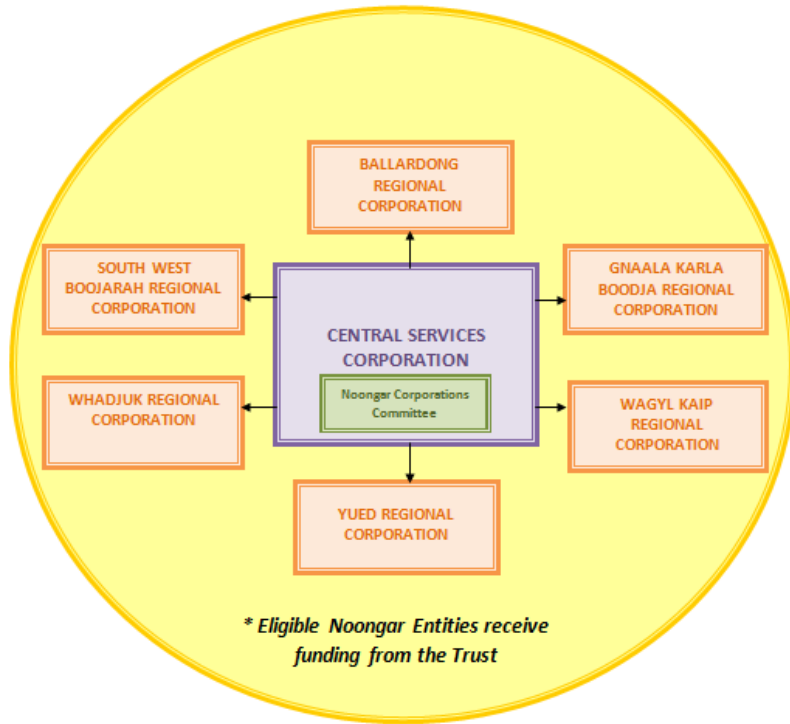 BALLARDONG
REGIONAL
CORPORATION
SOUTH WEST
BOOJARAH REGIONAL
CORPORATION
GNAALA KARLA
BOODJA REGIONAL
CORPORATION
CENTRAL SERVICES
CORPORATION
Noongar Corporations
Committee
WHADJUK REGIONAL
CORPORATION
WAGYL KAIP
REGIONAL
CORPORATION
YUED REGIONAL
CORPORATION
* Eligible Noongar Entities receive
funding from the Trust